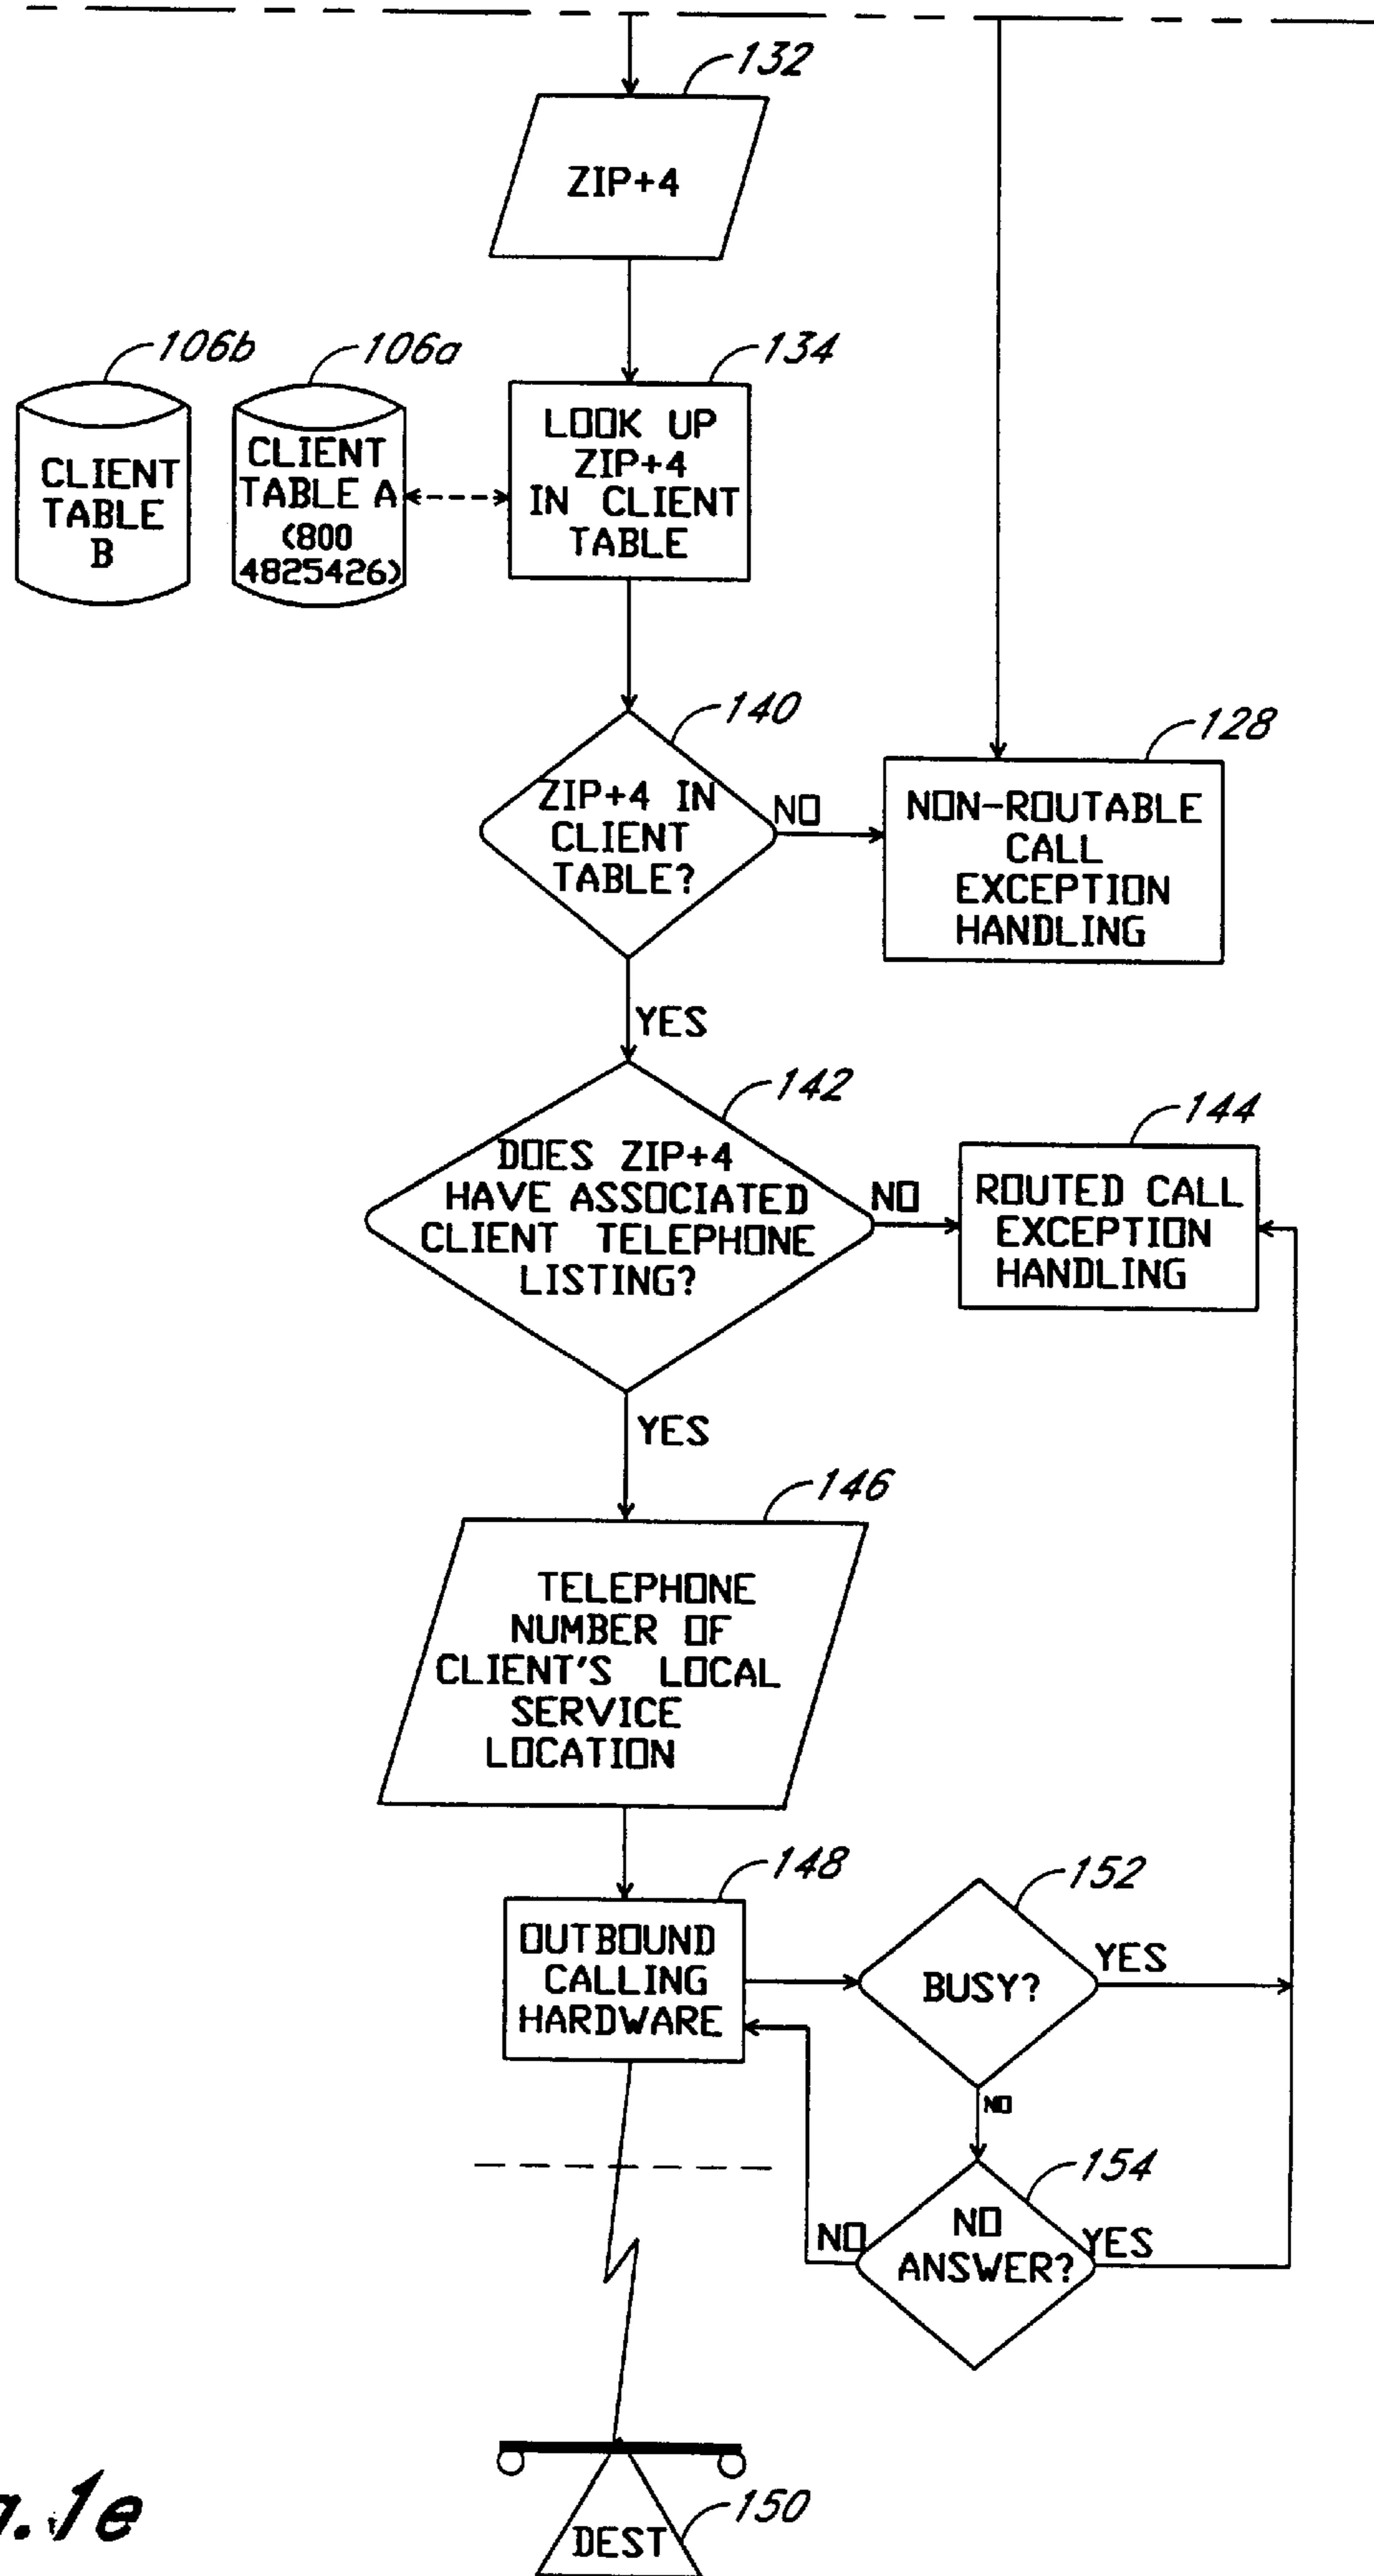 132
ZIP+4
106b
106a
134
CLIENT
TABLE
B
CLIENT
TABLE A
(800
4825426)
LOOK UP
ZIP+4
IN CLIENT
TABLE
140
ZIP+4 IN
CLIENT
TABLE?
NO
128
NON-ROUTABLE
CALL
EXCEPTION
HANDLING
YES
142
DOES ZIP+4
HAVE ASSOCIATED
CLIENT TELEPHONE
LISTING?
NO
144
ROUTED CALL
EXCEPTION
HANDLING
YES
146
TELEPHONE
NUMBER OF
CLIENT'S LOCAL
SERVICE
LOCATION
148
OUTBOUND
CALLING
HARDWARE
152
BUSY?
YES
NO
154
NO
ANSWER?
NO
YES
150
DEST
g.1e